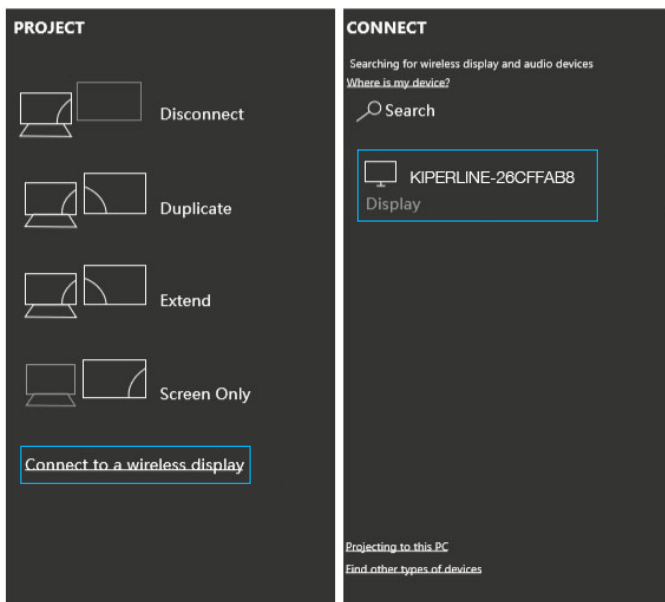 PROJECT
Disconnect
Duplicate
Extend
Screen Only
Connect to a wireless display
CONNECT
Searching for wireless display and audio devices
Where is my device?
Search
KIPERLINE-26CFFAB8
Display
Projecting to this PC
Find other types of devices